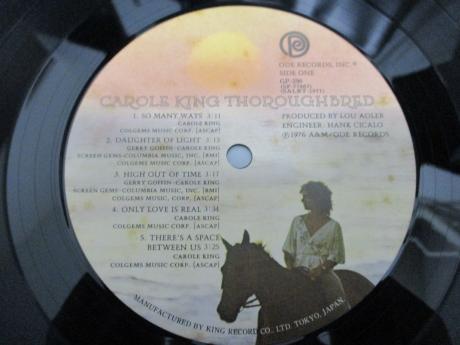 ODE RECORDS, INC.®
SIDE ONE
GP-296
(SP-77087)
(SALBY-1971)
CAROLE KING THOROUGHBRED
PRODUCED BY LOU ADLER
ENGINEER: HANK CICALO
℗1976 A&M/ODE RECORDS
1. SO MANY WAYS 3:11
CAROLE KING
COLGEMS MUSIC CORP. [ASCAP]
2. DAUGHTER OF LIGHT 3:13
GERRY GOFFIN-CAROLE KING
SCREEN GEMS-COLUMBIA MUSIC, INC. [BMI]
COLGEMS MUSIC CORP. [ASCAP]
3. HIGH OUT OF TIME 3:17
GERRY GOFFIN-CAROLE KING
SCREEN GEMS-COLUMBIA MUSIC, INC. [BMI]
COLGEMS MUSIC CORP. [ASCAP]
4. ONLY LOVE IS REAL 3:34
CAROLE KING
COLGEMS MUSIC CORP. [ASCAP]
5. THERE'S A SPACE
BETWEEN US 3:25
CAROLE KING
COLGEMS MUSIC CORP. [ASCAP]
MANUFACTURED BY KING RECORD CO., LTD. TOKYO, JAPAN.